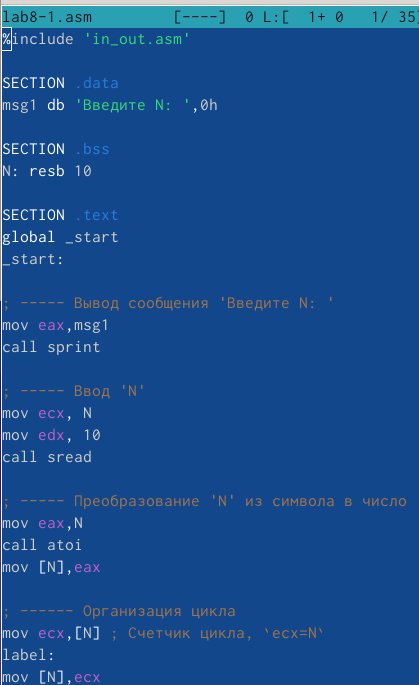 lab8-1.asm [----] 0 L:[ 1+ 0 1/ 35]
%include 'in_out.asm'
SECTION .data
msg1 db 'Введите N: ',0h
SECTION .bss
N: resb 10
SECTION .text
global _start
_start:
; ----- Вывод сообщения 'Введите N: '
mov eax,msg1
call sprint
; ----- Ввод 'N'
mov ecx, N
mov edx, 10
call sread
; ----- Преобразование 'N' из символа в число
mov eax,N
call atoi
mov [N],eax
; ------ Организация цикла
mov ecx,[N] ; Счетчик цикла, `ecx=N`
label:
mov [N],ecx